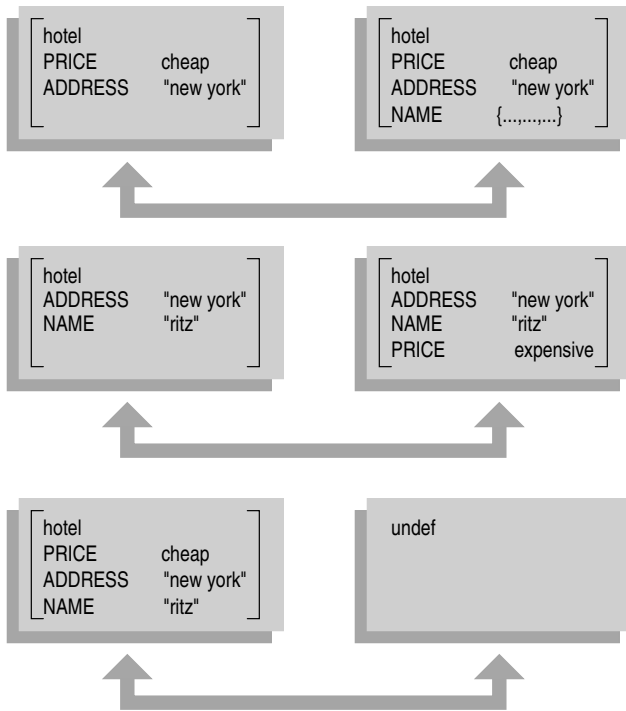 hotel
PRICE cheap
ADDRESS "new york"
hotel
PRICE cheap
ADDRESS "new york"
NAME {...,...,...}
hotel
ADDRESS "new york"
NAME "ritz"
hotel
ADDRESS "new york"
NAME "ritz"
PRICE expensive
hotel
PRICE cheap
ADDRESS "new york"
NAME "ritz"
undef